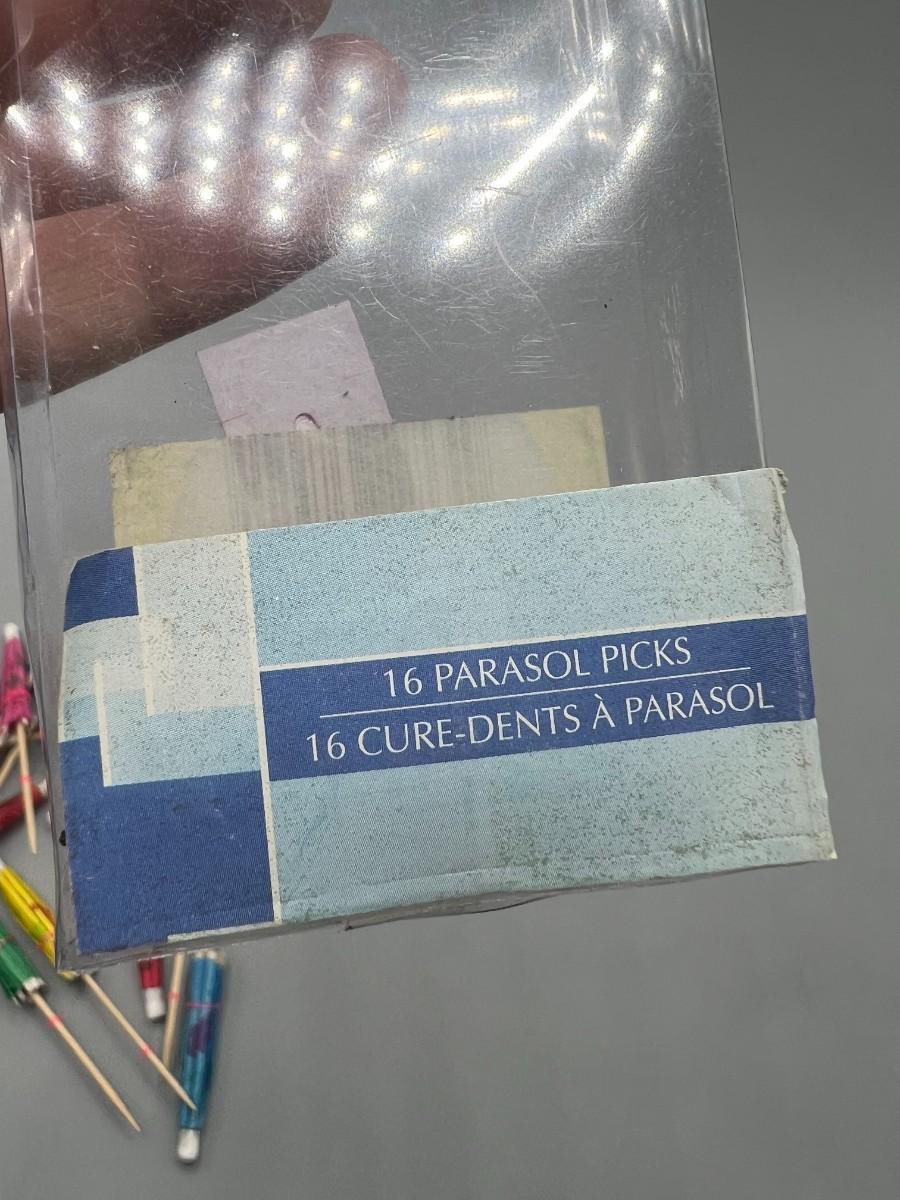 16 PARASOL PICKS
16 CURE-DENTS À PARASOL